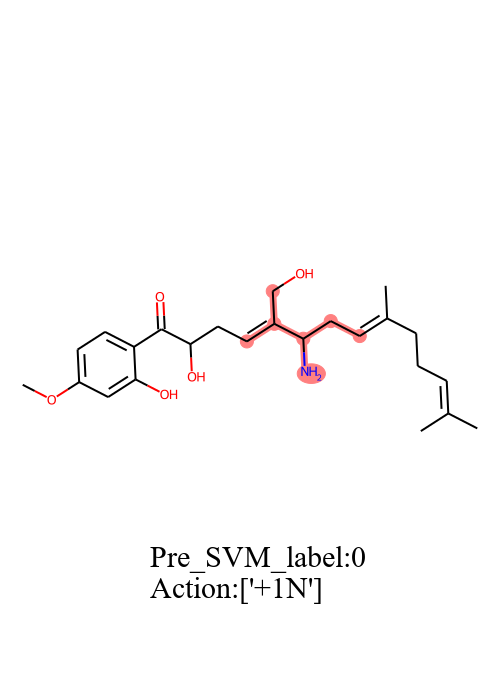 OH
O
NH2
OH
OH
O
Pre_SVM_label:0
Action:['+1N']